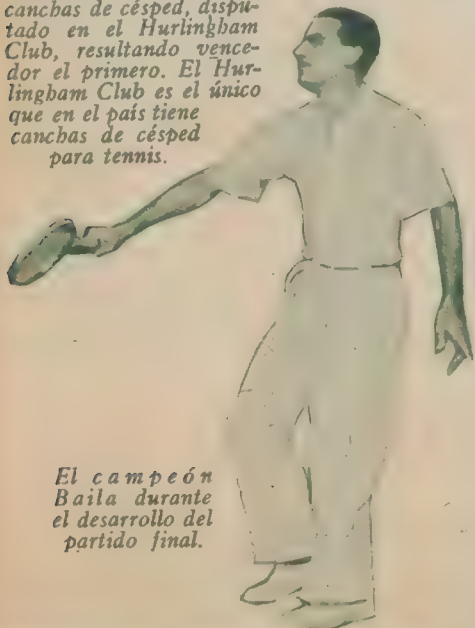 canchas de césped, dispu-
tado en el Hurlingham
Club, resultando vence-
dor el primero. El Hur-
lingham Club es el único
que en el país tiene
canchas de césped
para tennis.
El campeón
Baila durante
el desarrollo del
partido final.